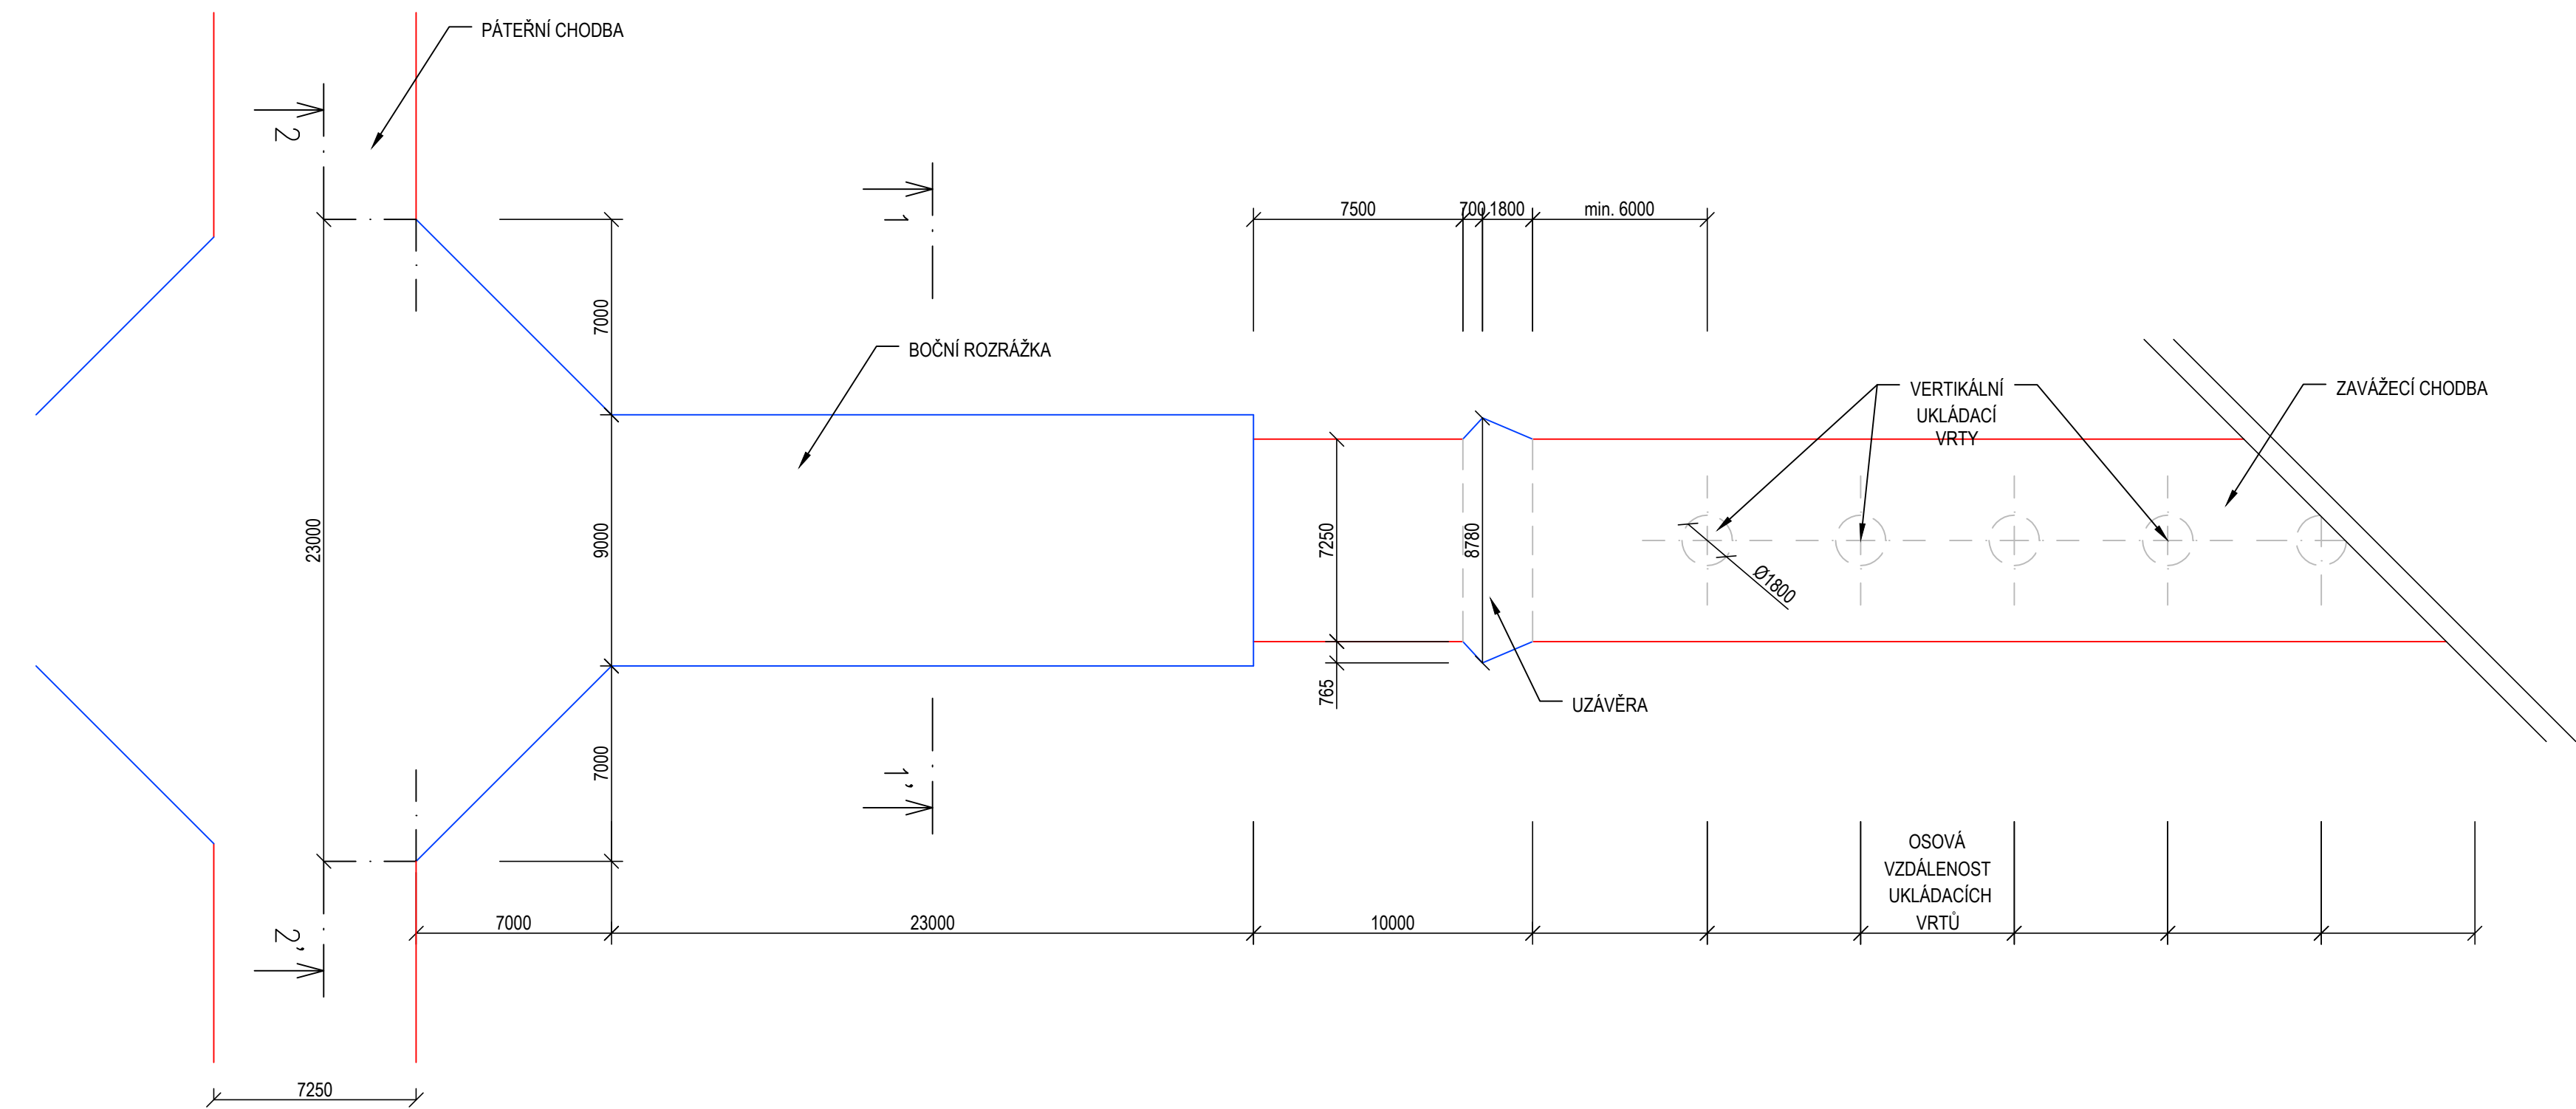 PÁTEŘNÍ CHODBA
2
1
7500
700
1800
min. 6000
7000
BOČNÍ ROZRÁŽKA
VERTIKÁLNÍ
UKLÁDACÍ
VRTY
ZAVÁŽECÍ CHODBA
23000
9000
7250
8780
Ø1800
765
UZÁVĚRA
7000
1'
OSOVÁ
VZDÁLENOST
UKLÁDACÍCH
VRTŮ
2'
7000
23000
10000
7250